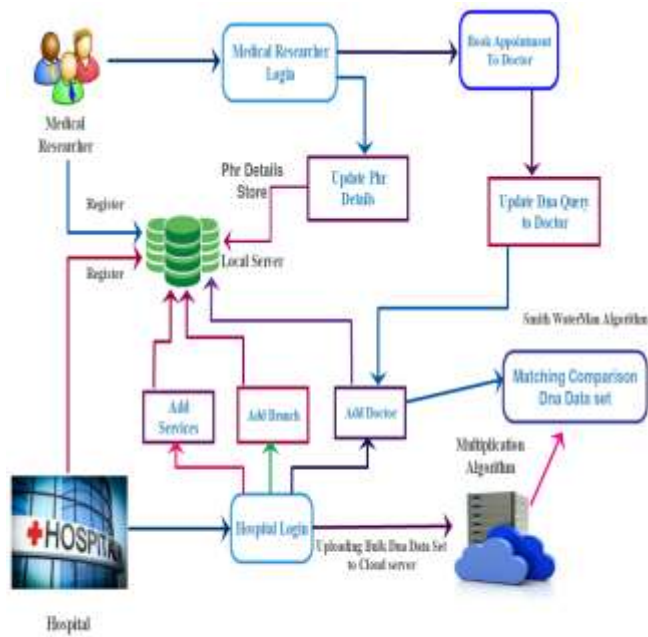 Medical Researcher
Login
Book Appointment
To Doctor
Medical
Researcher
Phr Details
Store
Update Phr
Details
Update Dna Query
to Doctor
Register
Register
Local Server
Smith WaterMan Algorithm
Matching Comparison
Dna Data set
Add
Services
Add Branch
Add Doctor
Multiplication
Algorithm
HOSPITA
Hospital Login
Uploading Bulk Dna Data Set
to Cloud server
Hospital